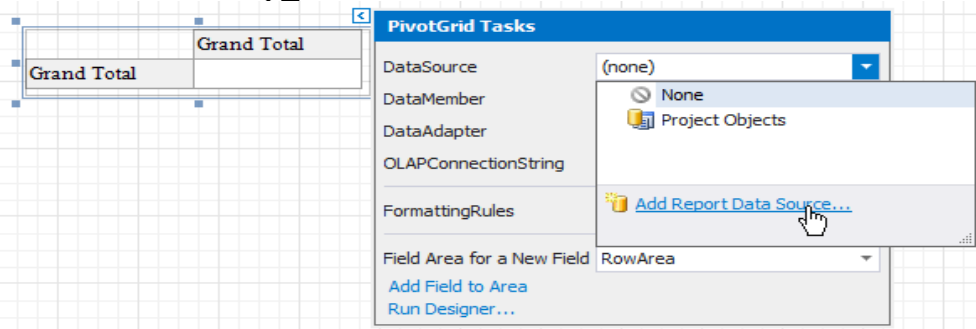 PivotGrid Tasks
Grand Total
Grand Total
DataSource (none)
None
DataMember
Project Objects
DataAdapter
OLAPConnectionString
Add Report Data Source...
FormattingRules
Field Area for a New Field RowArea
Add Field to Area
Run Designer...